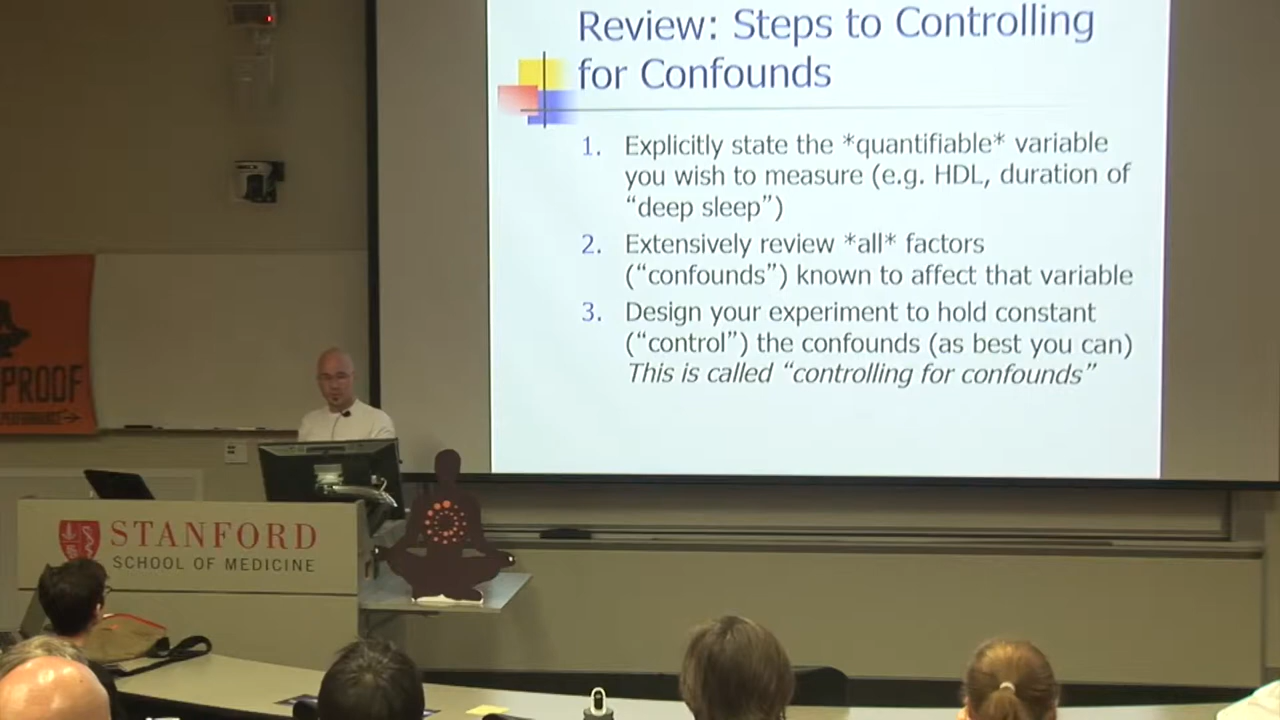 Review: Steps to Controlling
for Confounds
1. Explicitly state the *quantifiable* variable
you wish to measure (e.g. HDL, duration of
“deep sleep”)
2. Extensively review *all* factors
(“confounds”) known to affect that variable
3. Design your experiment to hold constant
(“control”) the confounds (as best you can)
This is called “controlling for confounds”
PROOF
STANFORD
SCHOOL OF MEDICINE